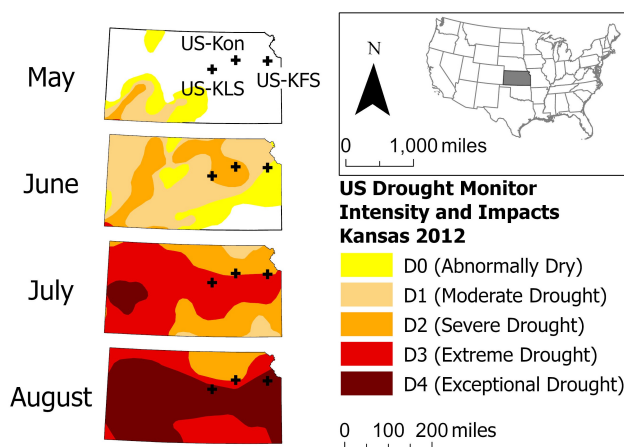 May
US-Kon
US-KLS
US-KFS
June
July
August
N
0 1,000 miles
US Drought Monitor
Intensity and Impacts
Kansas 2012
D0 (Abnormally Dry)
D1 (Moderate Drought)
D2 (Severe Drought)
D3 (Extreme Drought)
D4 (Exceptional Drought)
0 100 200 miles